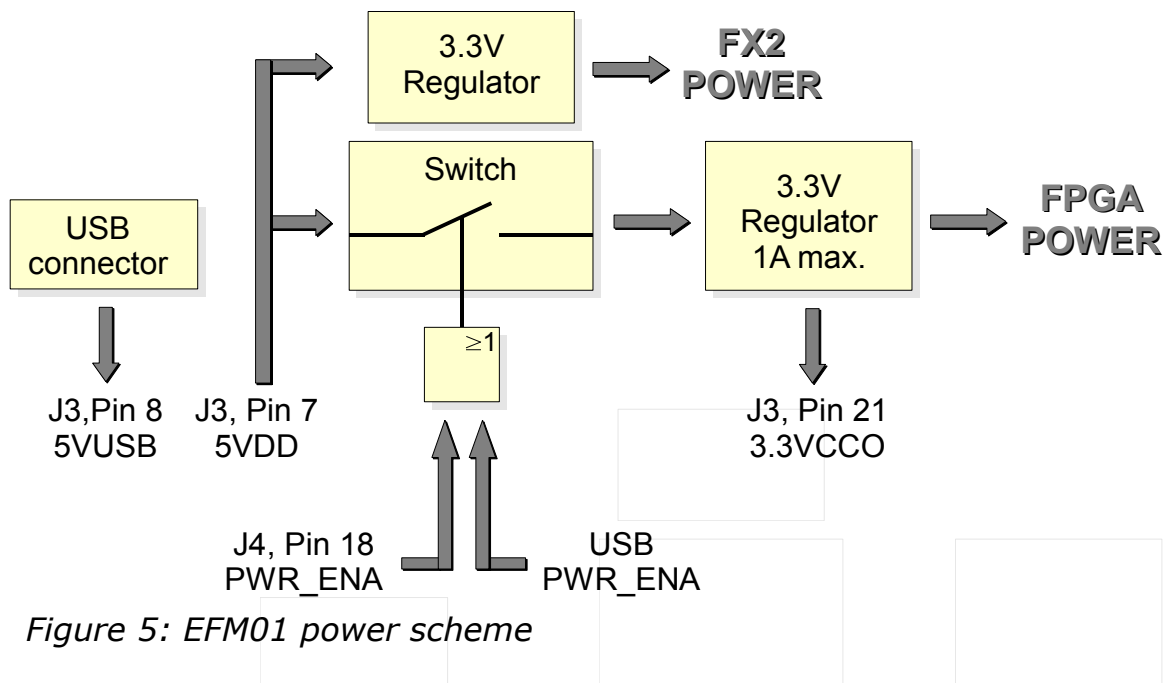 3.3V
Regulator
FX2
POWER
Switch
USB
connector
3.3V
Regulator
1A max.
FPGA
POWER
≥1
J3,Pin 8
5VUSB
J3, Pin 7
5VDD
J3, Pin 21
3.3VCCO
J4, Pin 18
PWR_ENA
USB
PWR_ENA
Figure 5: EFM01 power scheme